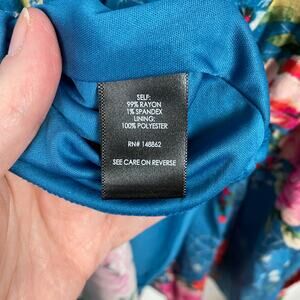 SELF:
99% RAYON
1% SPANDEX
LINING:
100% POLYESTER
RN# 148862
SEE CARE ON REVERSE